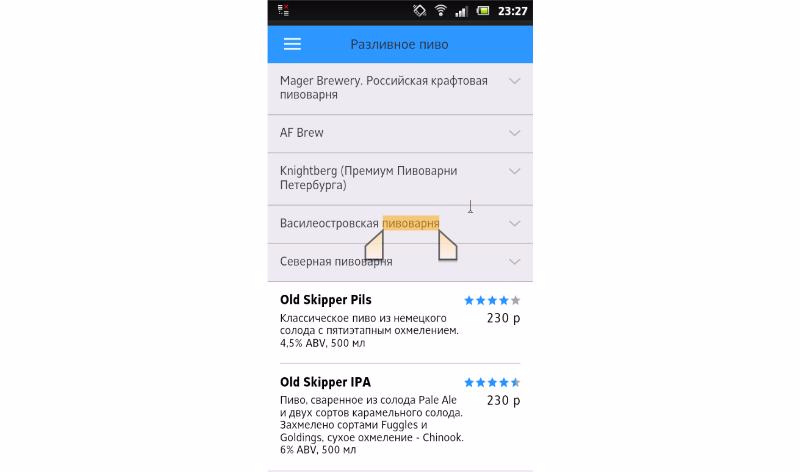 23:27
Разливное пиво
Mager Brewery. Российская крафтовая
пивоварня
AF Brew
Knightberg (Премиум Пивоварни
Петербурга)
Василеостровская пивоварня
Северная пивоварня
Old Skipper Pils
Классическое пиво из немецкого
230 р
солода с пятиэтапным охмелением.
4,5% ABV, 500 мл
Old Skipper IPA
Пиво, сваренное из солода Pale Ale
230 р
и двух сортов карамельного солода.
Захмелено сортами Fuggles и
Goldings, сухое охмеление - Chinook.
6% ABV, 500 мл